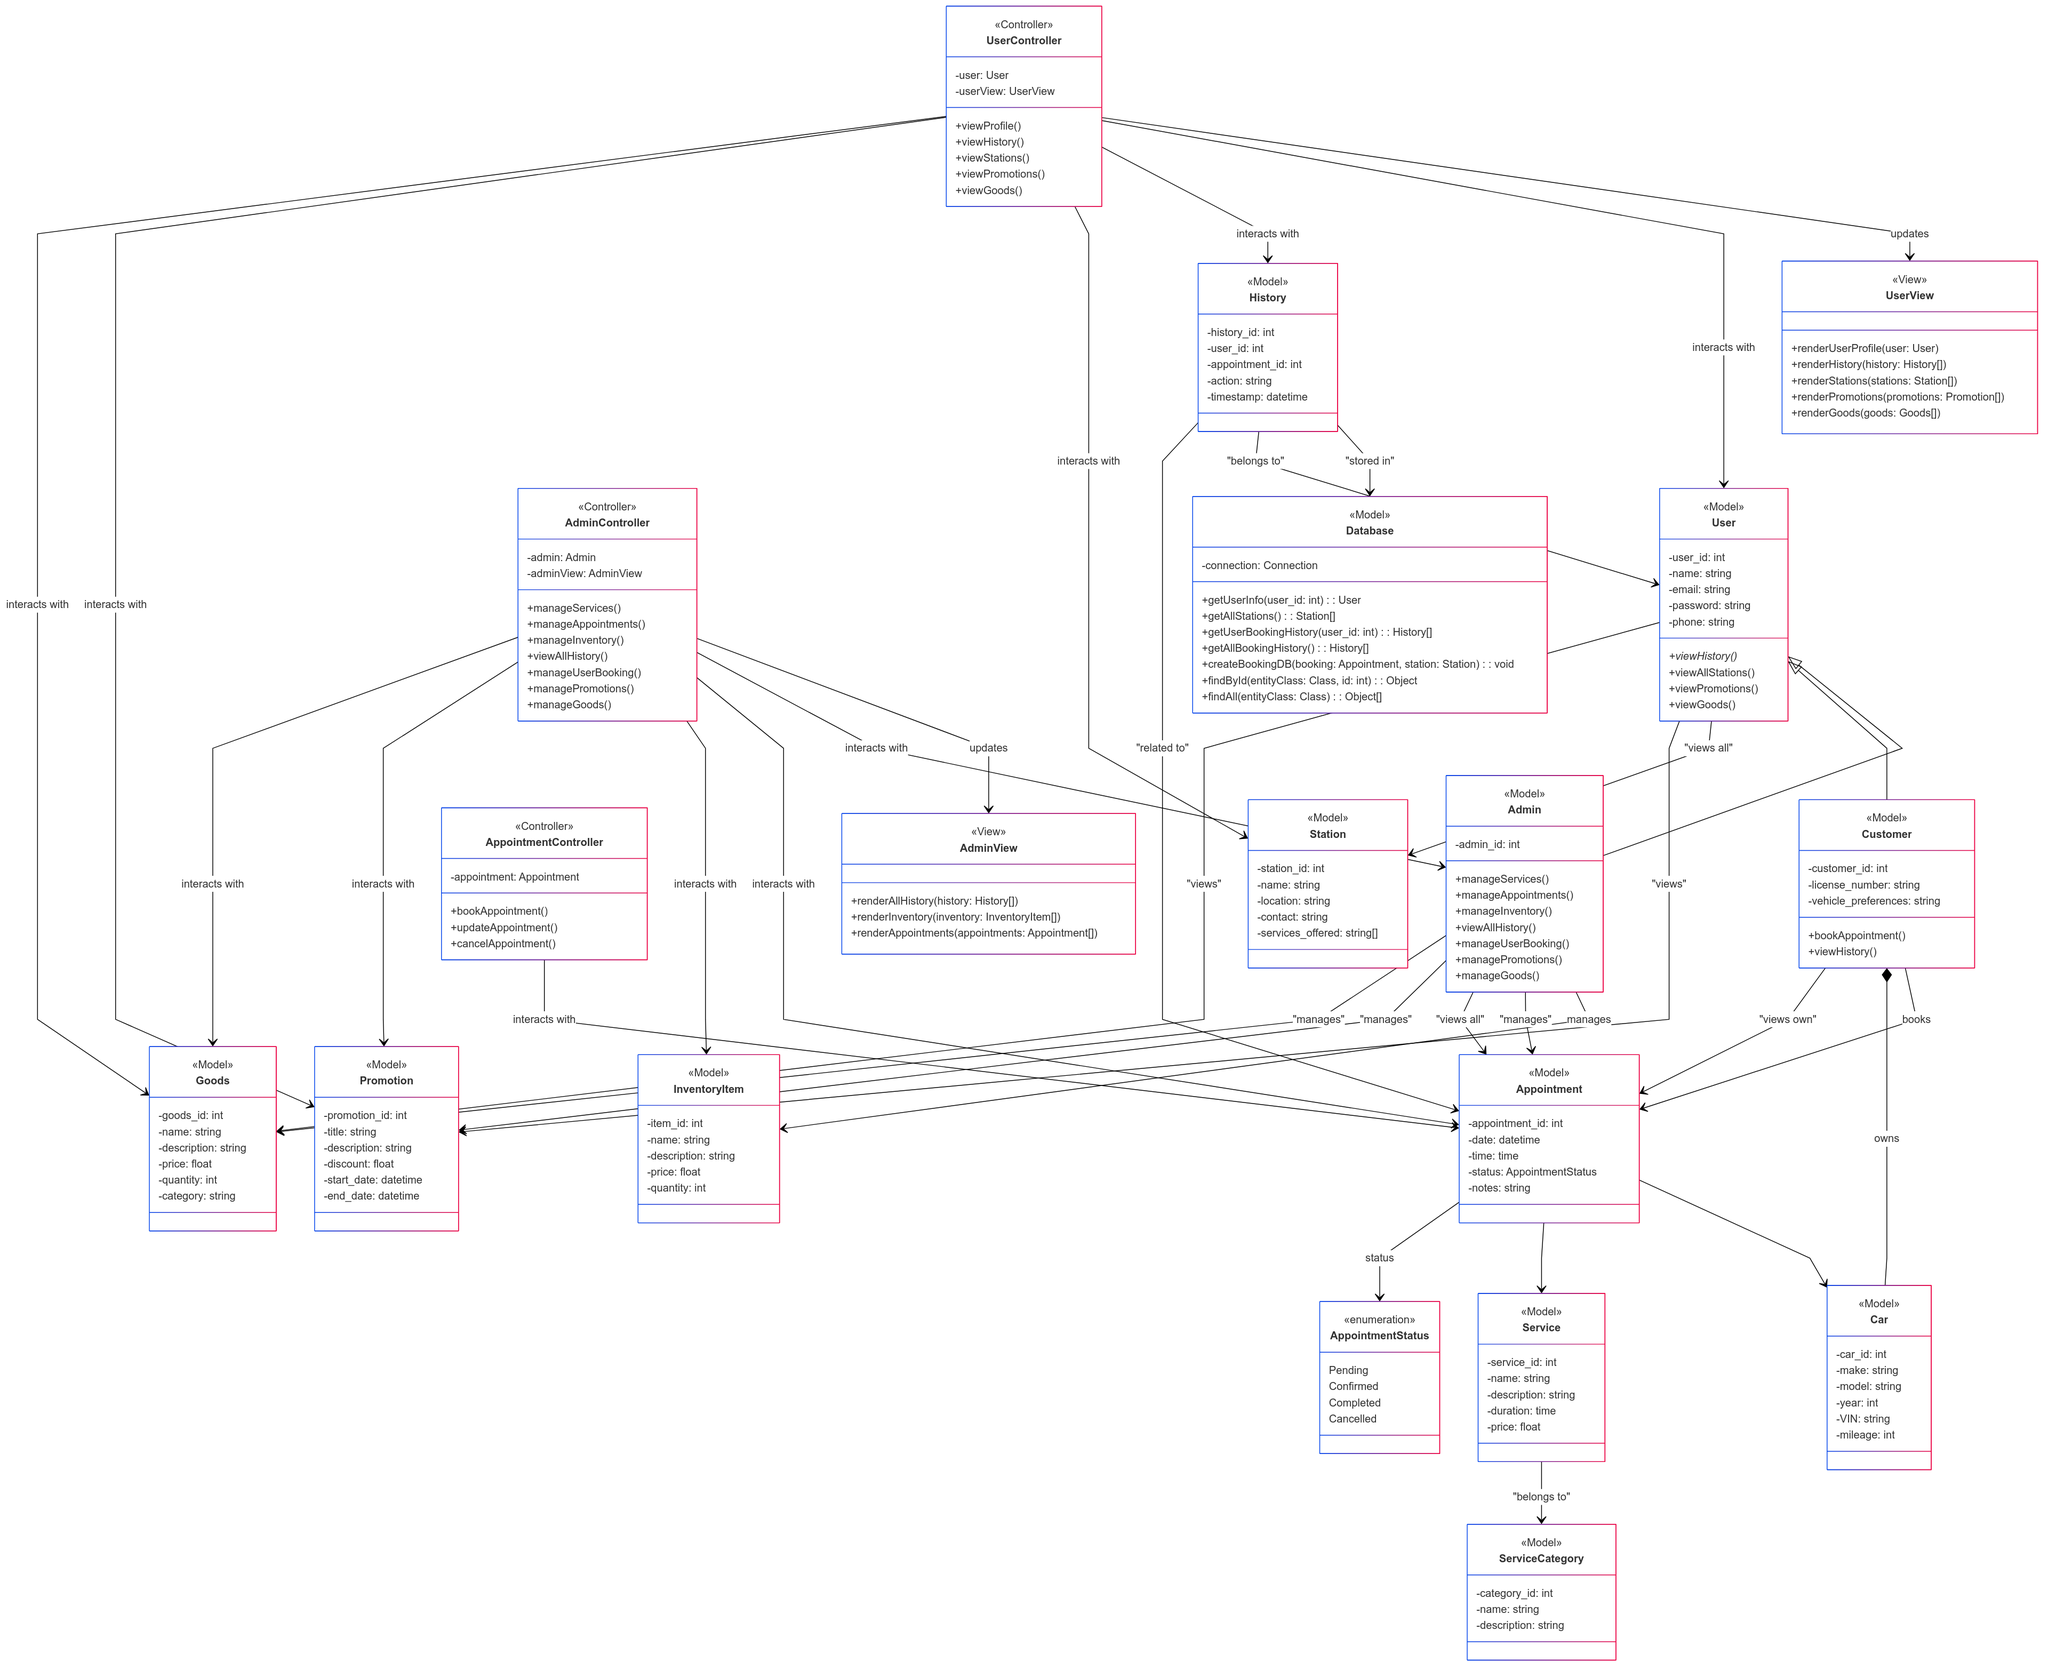 «Controller»
UserController
-user: User
-userView: UserView
+viewProfile()
+viewHistory()
+viewStations()
+viewPromotions()
+viewGoods()
interacts with
updates
«Model»
History
-history_id: int
-user_id: int
-appointment_id: int
-action: string
-timestamp: datetime
«View»
UserView
+renderUserProfile(user: User)
+renderHistory(history: History[])
+renderStations(stations: Station[])
+renderPromotions(promotions: Promotion[])
+renderGoods(goods: Goods[])
interacts with
interacts with
"belongs to"
"stored in"
«Controller»
AdminController
-admin: Admin
-adminView: AdminView
+manageServices()
+manageAppointments()
+manageInventory()
+viewAllHistory()
+manageUserBooking()
+managePromotions()
+manageGoods()
«Model»
Database
-connection: Connection
+getUserInfo(user_id: int) : : User
+getAllStations() : : Station[]
+getUserBookingHistory(user_id: int) : : History[]
+getAllBookingHistory() : : History[]
+createBookingDB(booking: Appointment, station: Station) : : void
+findById(entityClass: Class, id: int) : : Object
+findAll(entityClass: Class) : : Object[]
«Model»
User
-user_id: int
-name: string
-email: string
-password: string
-phone: string
+viewHistory()
+viewAllStations()
+viewPromotions()
+viewGoods()
interacts with
interacts with
interacts with
updates
"related to"
"views all"
«Controller»
AppointmentController
-appointment: Appointment
+bookAppointment()
+updateAppointment()
+cancelAppointment()
«View»
AdminView
+renderAllHistory(history: History[])
+renderInventory(inventory: InventoryItem[])
+renderAppointments(appointments: Appointment[])
«Model»
Station
-station_id: int
-name: string
-location: string
-contact: string
-services_offered: string[]
«Model»
Admin
-admin_id: int
+manageServices()
+manageAppointments()
+manageInventory()
+viewAllHistory()
+manageUserBooking()
+managePromotions()
+manageGoods()
«Model»
Customer
-customer_id: int
-license_number: string
-vehicle_preferences: string
+bookAppointment()
+viewHistory()
interacts with
interacts with
interacts with
interacts with
"views"
"views"
interacts with
"manages"
"manages"
"views all"
"manages"
manages
"views own"
books
«Model»
Goods
-goods_id: int
-name: string
-description: string
-price: float
-quantity: int
-category: string
«Model»
Promotion
-promotion_id: int
-title: string
-description: string
-discount: float
-start_date: datetime
-end_date: datetime
«Model»
InventoryItem
-item_id: int
-name: string
-description: string
-price: float
-quantity: int
«Model»
Appointment
-appointment_id: int
-date: datetime
-time: time
-status: AppointmentStatus
-notes: string
owns
status
«enumeration»
AppointmentStatus
Pending
Confirmed
Completed
Cancelled
«Model»
Service
-service_id: int
-name: string
-description: string
-duration: time
-price: float
«Model»
Car
-car_id: int
-make: string
-model: string
-year: int
-VIN: string
-mileage: int
"belongs to"
«Model»
ServiceCategory
-category_id: int
-name: string
-description: string